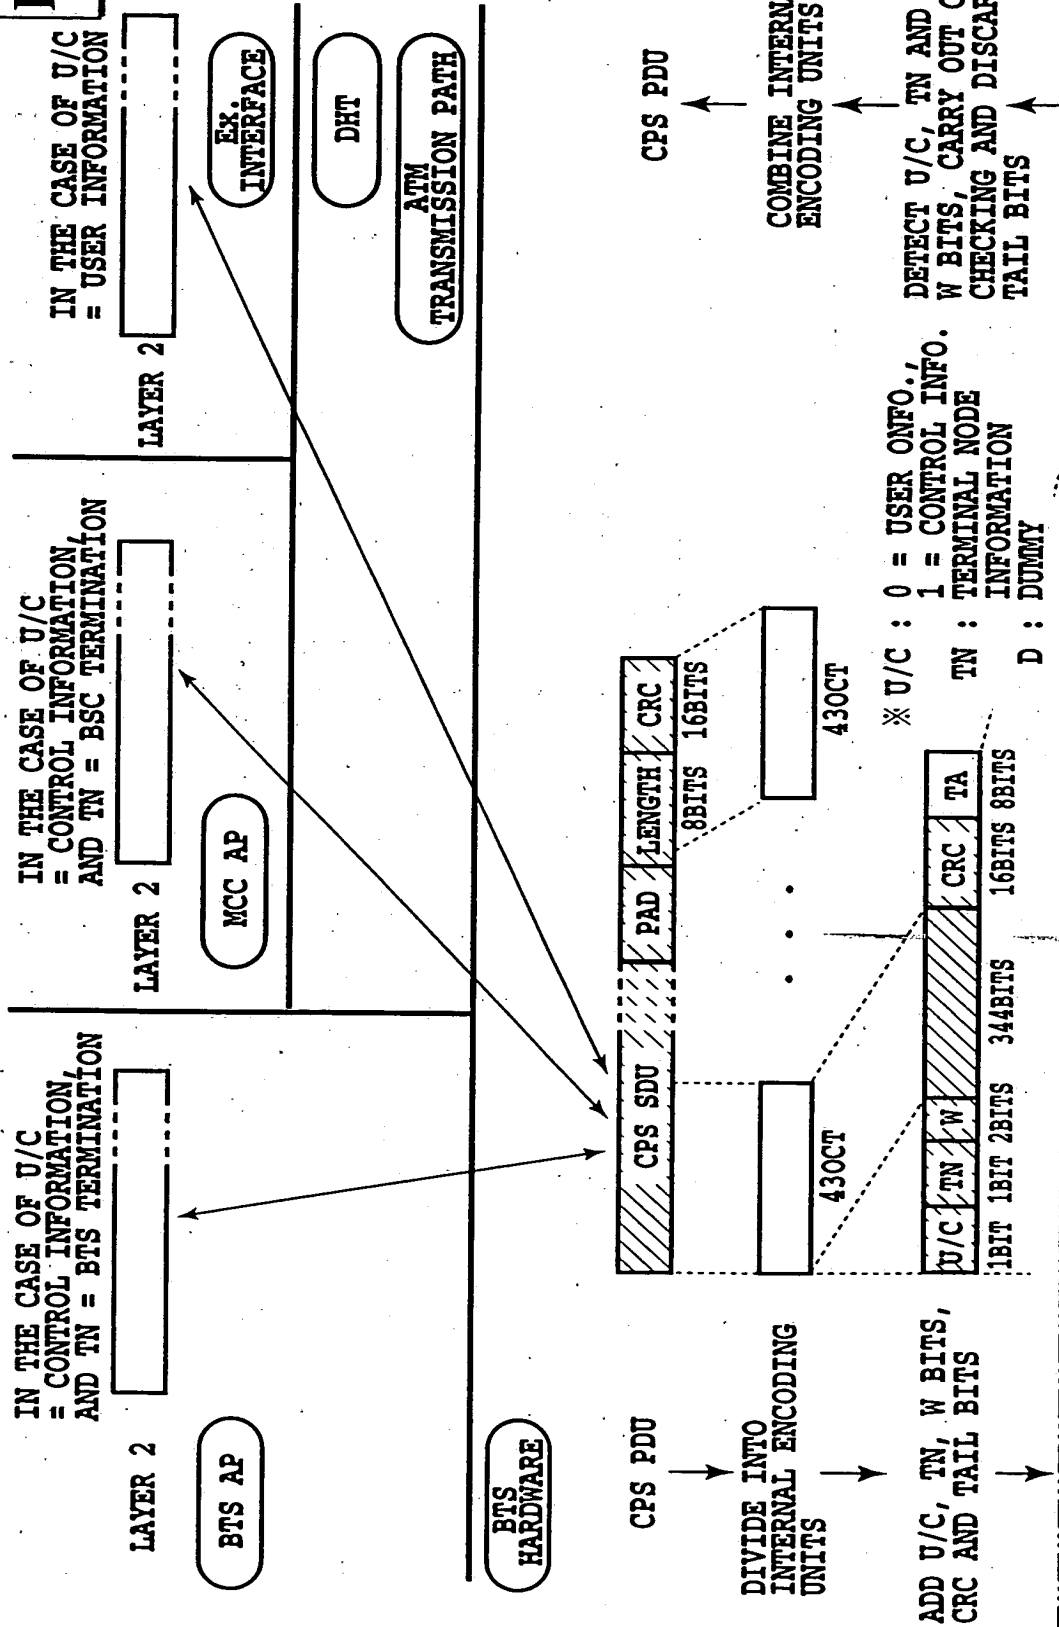 IN THE CASE OF U/C
= CONTROL INFORMATION,
AND TN = BTS TERMINATION
LAYER 2
BTS AP
IN THE CASE OF U/C
= CONTROL INFORMATION,
AND TN = BSC TERMINATION
LAYER 2
MCC AP
IN THE CASE OF U/C
= USER INFORMATION
LAYER 2
EX.
INTERFACE
DHT
ATM
TRANSMISSION PATH
BTS
HARDWARE
CPS PDU
CPS SDU
PAD
LENGTH
CRC
8BITS
16BITS
CPS PDU
DIVIDE INTO
INTERNAL ENCODING
UNITS
43OCT
43OCT
COMBINE INTERN
ENCODING UNITS
ADD U/C, TN, W BITS,
CRC AND TAIL BITS
U/C
TN
W
CRC
TA
1BIT
1BIT
2BITS
344BITS
16BITS
8BITS
※ U/C : 0 = USER ONFO.,
1 = CONTROL INFO.
TN : TERMINAL NODE
INFORMATION
D : DUMMY
DETECT U/C, TN AND
W BITS, CARRY OUT C
CHECKING AND DISCAR
TAIL BITS